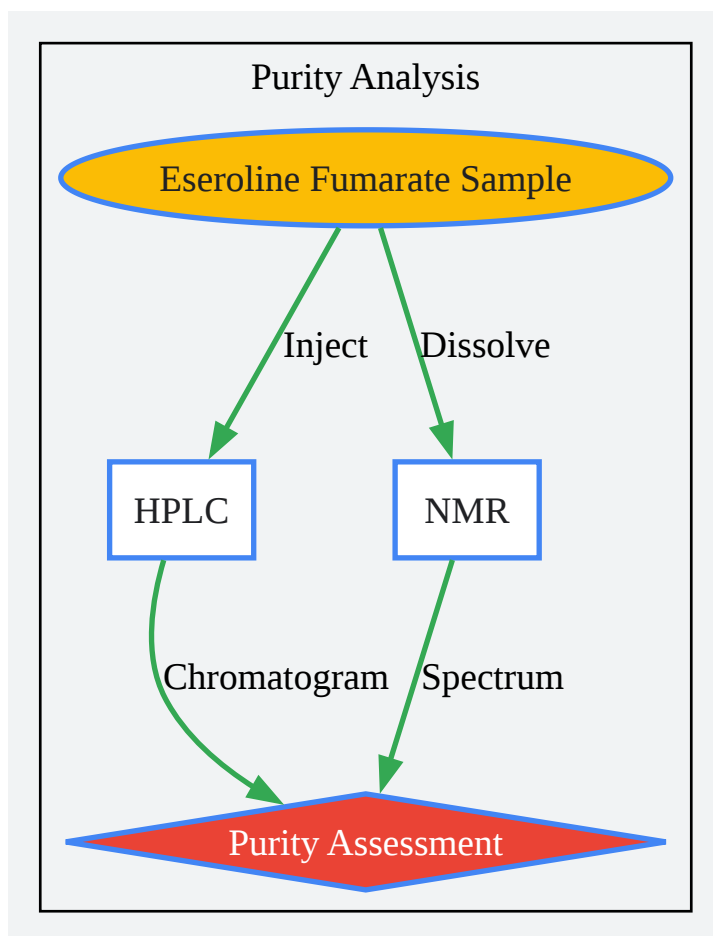 Purity Analysis
Eseroline Fumarate Sample
Inject
Dissolve
HPLC
NMR
Chromatogram
Spectrum
Purity Assessment